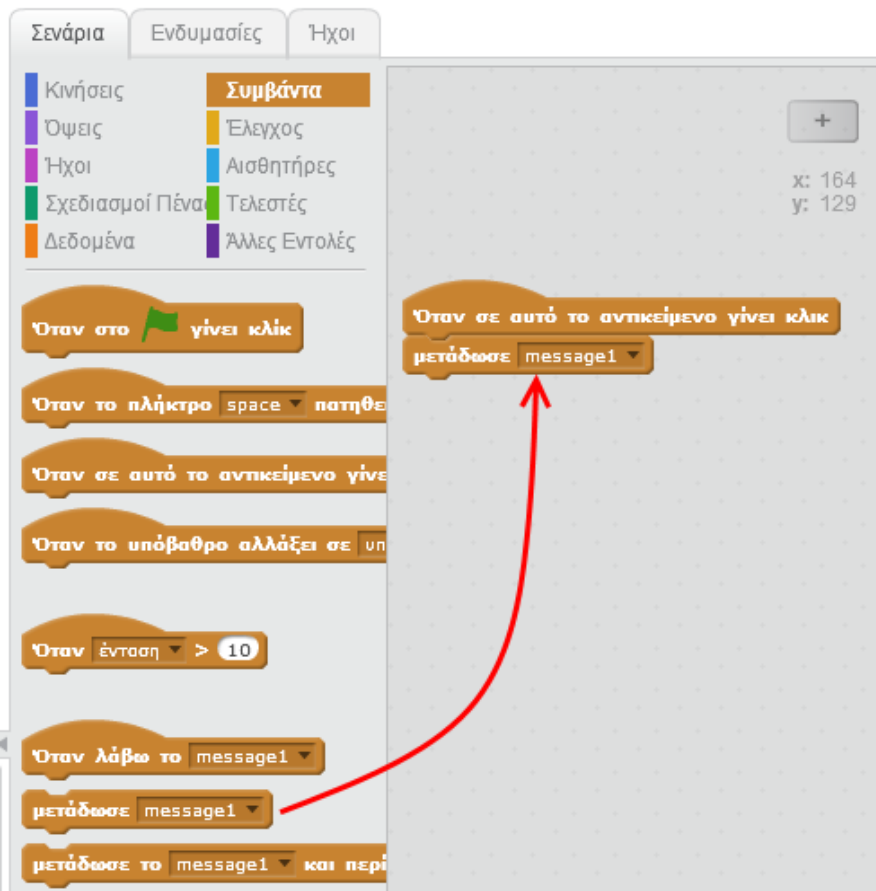 Σενάρια Ενδυμασίες Ήχοι
Κινήσεις Συμβάντα
Όψεις Έλεγχος
Ήχοι Αισθητήρες
Σχεδιασμοί Πένας Τελεστές
Δεδομένα Άλλες Εντολές
+
x: 164
y: 129
Όταν στο γίνει κλίκ
Όταν σε αυτό το αντικείμενο γίνει κλικ
μετάδωσε message1
Όταν το πλήκτρο space πατηθε
Όταν σε αυτό το αντικείμενο γίνε
Όταν το υπόβαθρο αλλάξει σε υπ
Όταν ένταση > 10
Όταν λάβω το message1
μετάδωσε message1
μετάδωσε το message1 και περί